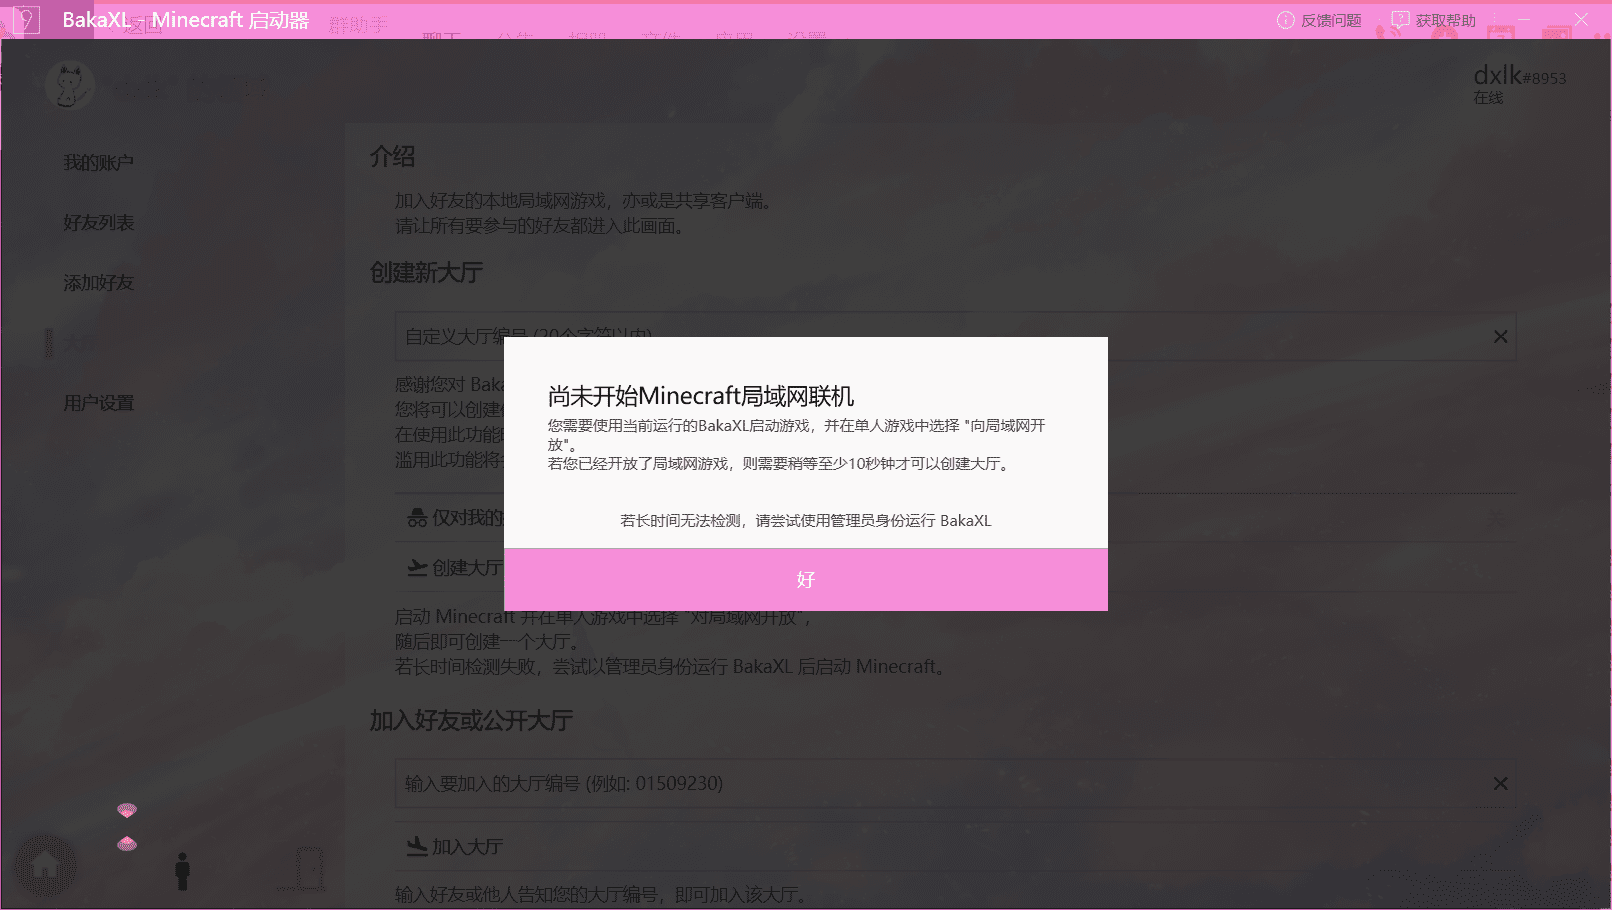 BakaXL - Minecraft 启动器
返回
群助手
反馈问题
获取帮助
dxlk#8953
在线
我的账户
好友列表
添加好友
大厅
用户设置
介绍
加入好友的本地局域网游戏，亦或是共享客户端。
请让所有要参与的好友都进入此画面。
创建新大厅
自定义大厅编号 (20个字符以内)
感谢您对 Baka
您将可以创建
在使用此功能
滥用此功能将
仅对我的
创建大厅
尚未开始Minecraft局域网联机
您需要使用当前运行的BakaXL启动游戏，并在单人游戏中选择 "向局域网开
放"。
若您已经开放了局域网游戏，则需要稍等至少10秒钟才可以创建大厅。
若长时间无法检测，请尝试使用管理员身份运行 BakaXL
好
启动 Minecraft 并在单人游戏中选择 "对局域网开放"，
随后即可创建一个大厅。
若长时间检测失败，尝试以管理员身份运行 BakaXL 后启动 Minecraft。
加入好友或公开大厅
输入要加入的大厅编号 (例如: 01509230)
加入大厅
输入好友或他人告知您的大厅编号，即可加入该大厅。